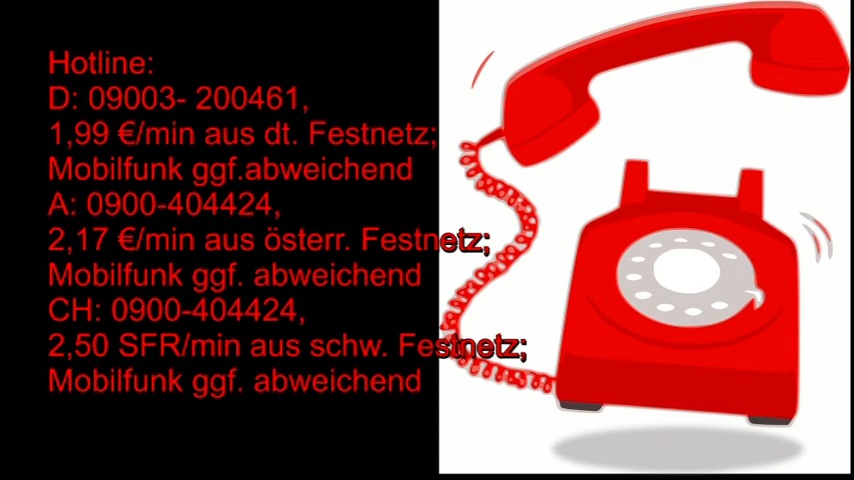 Hotline:
D: 09003- 200461,
1,99 €/min aus dt. Festnetz;
Mobilfunk ggf.abweichend
A: 0900-404424,
2,17 €/min aus österr. Festnetz;
Mobilfunk ggf. abweichend
CH: 0900-404424,
2,50 SFR/min aus schw. Festnetz;
Mobilfunk ggf. abweichend